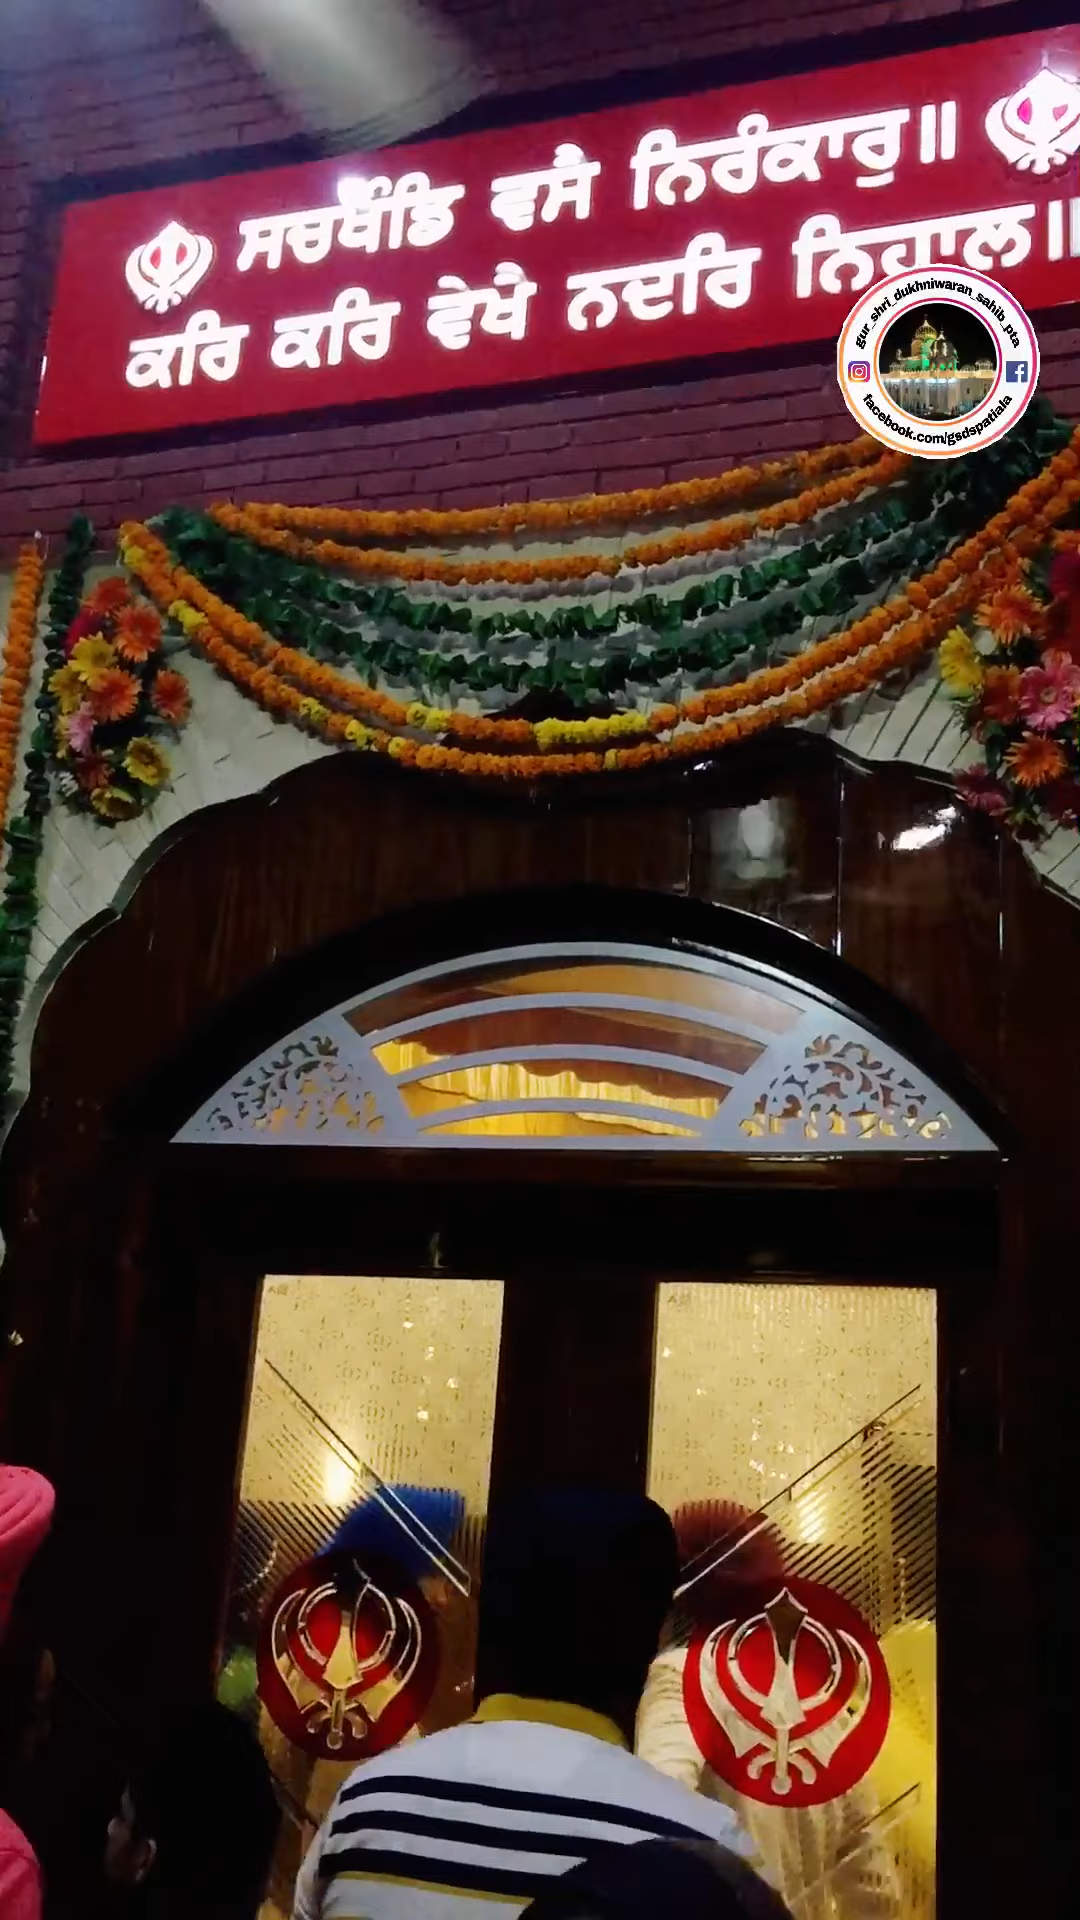 ਸਚਖੰਡਿ ਵਸੈ ਨਿਰੰਕਾਰੁ॥
ਕਰਿ ਕਰਿ ਵੇਖੈ ਨਦਰਿ ਨਿਹਾਲ॥
gur_shri_dukhniwaran_sahib_pta
facebook.com/gsdspatiala